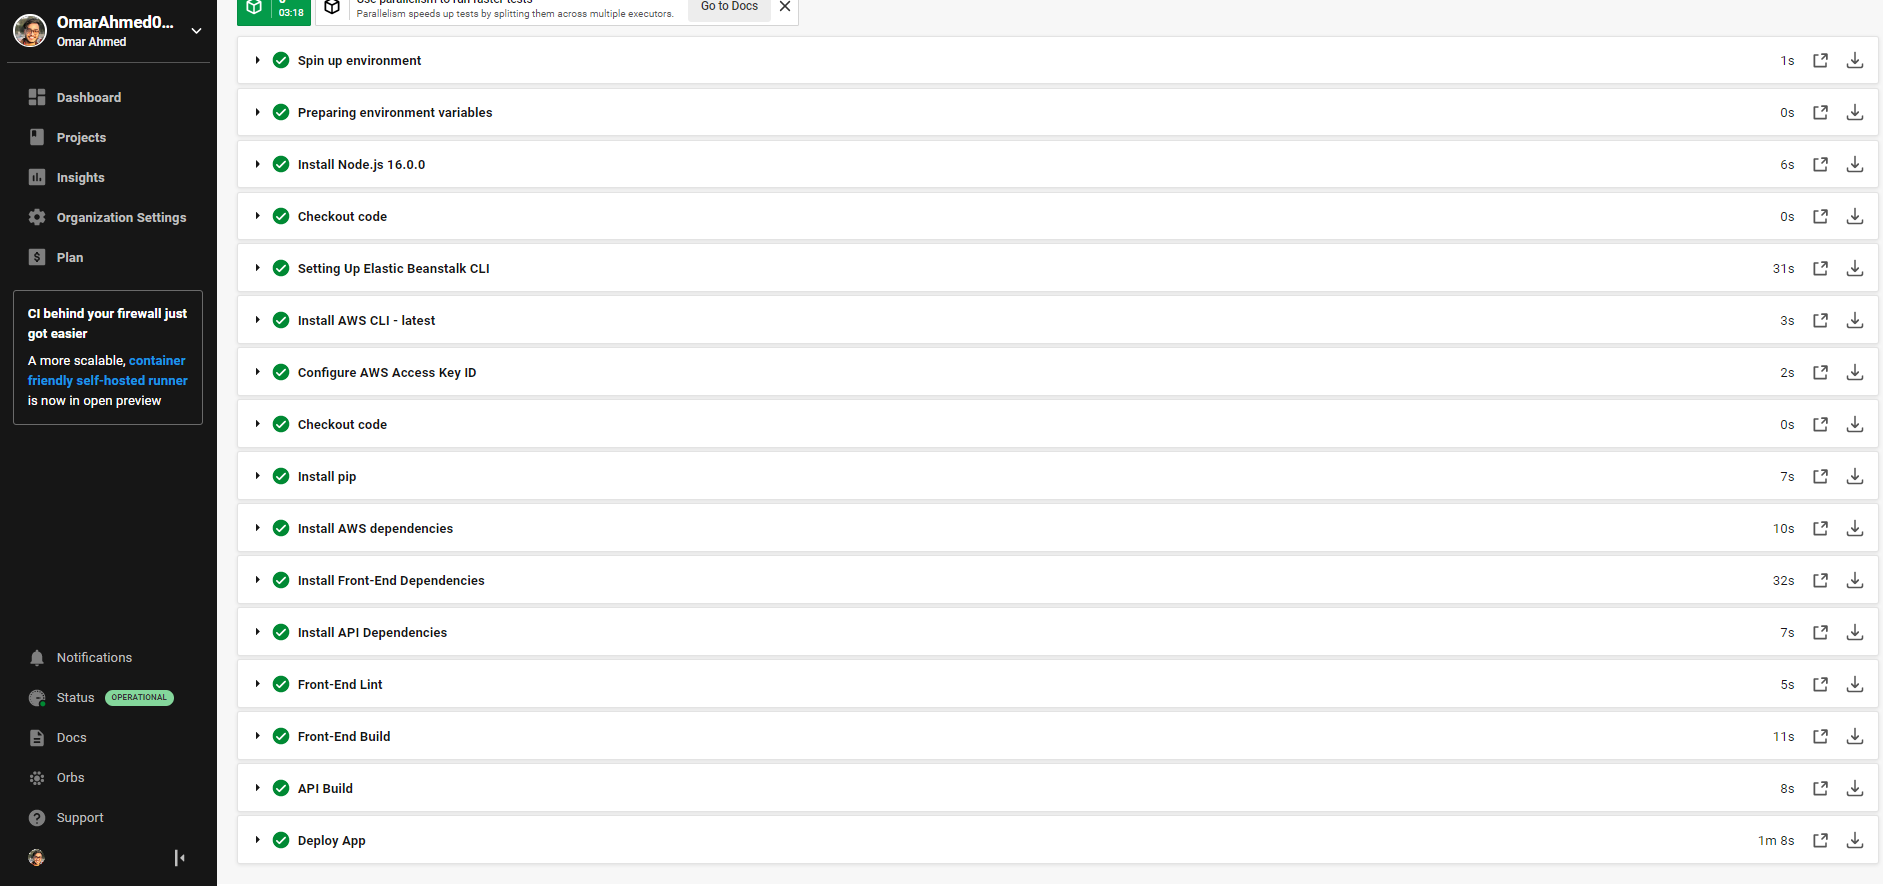 OmarAhmed0...
Omar Ahmed
Dashboard
Projects
Insights
Organization Settings
Plan
CI behind your firewall just
got easier
A more scalable, container
friendly self-hosted runner
is now in open preview
Notifications
Status OPERATIONAL
Docs
Orbs
Support
03:18
Use parallelism to run faster tests
Parallelism speeds up tests by splitting them across multiple executors.
Go to Docs
Spin up environment 1s
Preparing environment variables 0s
Install Node.js 16.0.0 6s
Checkout code 0s
Setting Up Elastic Beanstalk CLI 31s
Install AWS CLI - latest 3s
Configure AWS Access Key ID 2s
Checkout code 0s
Install pip 7s
Install AWS dependencies 10s
Install Front-End Dependencies 32s
Install API Dependencies 7s
Front-End Lint 5s
Front-End Build 11s
API Build 8s
Deploy App 1m 8s